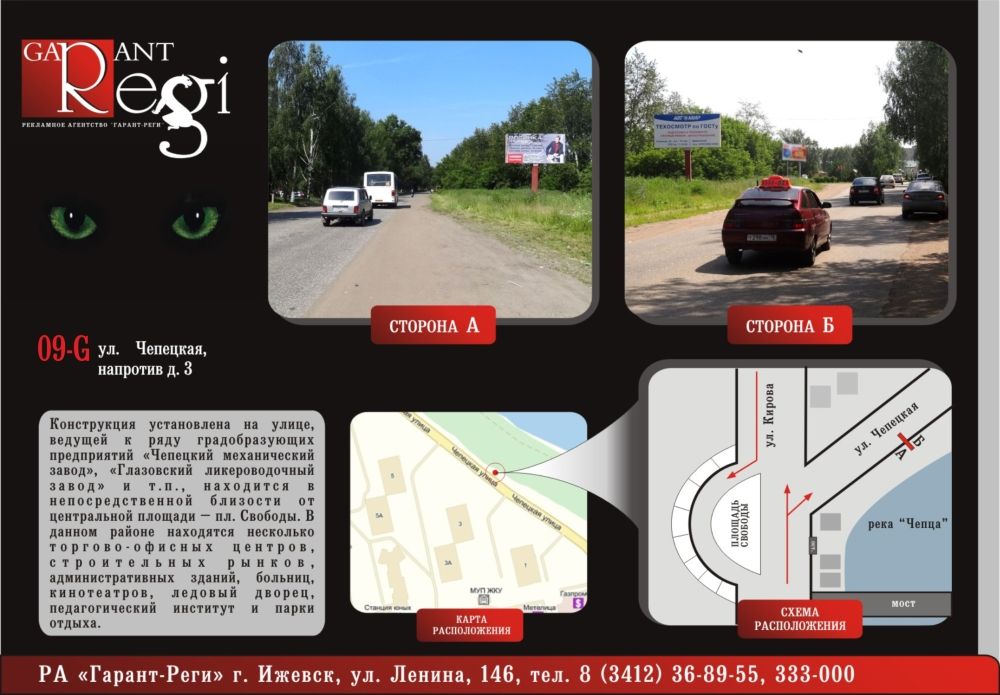 GARANT
Regi
РЕКЛАМНОЕ АГЕНТСТВО "ГАРАНТ-РЕГИ"
АВТОМИР
ТЕХОСМОТР по ГОСТу
СТОРОНА А
СТОРОНА Б
09-G ул. Чепецкая,
напротив д. 3
Конструкция установлена на улице,
ведущей к ряду градобразующих
предприятий «Чепецкий механический
завод», «Глазовский ликероводочный
завод» и т.п., находится в
непосредственной близости от
центральной площади – пл. Свободы. В
данном районе находятся несколько
торгово-офисных центров,
строительных рынков,
административных зданий, больниц,
кинотеатров, ледовый дворец,
педагогический институт и парки
отдыха.
я улица
Чепецкая улица
Чепецкая улица
5
5А
3
3А
1
МУП ЖКУ
Станция юных
Метелица
Газпром
КАРТА
РАСПОЛОЖЕНИЯ
ул. Кирова
ул. Чепецкая
Б
А
ПЛОЩАДЬ
СВОБОДЫ
река "Чепца"
МОСТ
СХЕМА
РАСПОЛОЖЕНИЯ
РА «Гарант-Реги» г. Ижевск, ул. Ленина, 146, тел. 8 (3412) 36-89-55, 333-000